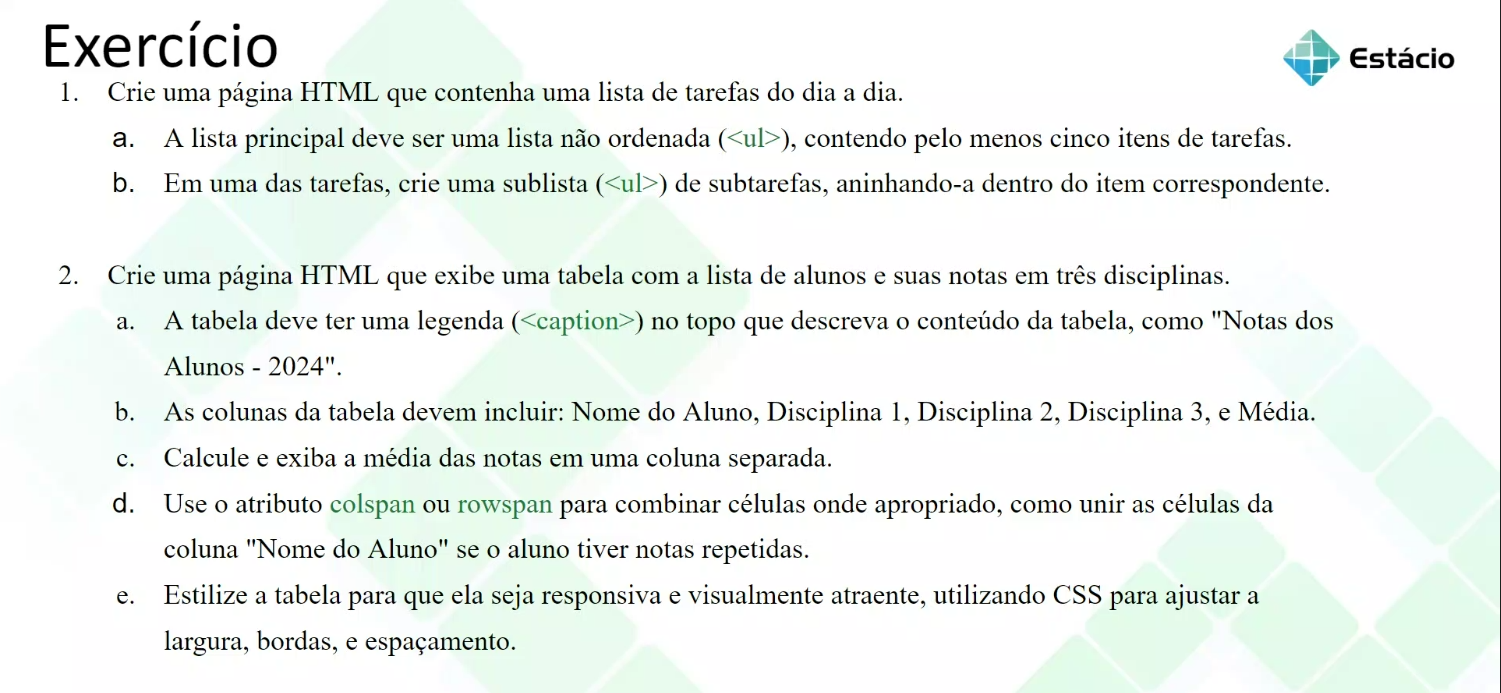 Exercício
Estácio
1. Crie uma página HTML que contenha uma lista de tarefas do dia a dia.
a. A lista principal deve ser uma lista não ordenada (<ul>), contendo pelo menos cinco itens de tarefas.
b. Em uma das tarefas, crie uma sublista (<ul>) de subtarefas, aninhando-a dentro do item correspondente.
2. Crie uma página HTML que exibe uma tabela com a lista de alunos e suas notas em três disciplinas.
a. A tabela deve ter uma legenda (<caption>) no topo que descreva o conteúdo da tabela, como "Notas dos
Alunos - 2024".
b. As colunas da tabela devem incluir: Nome do Aluno, Disciplina 1, Disciplina 2, Disciplina 3, e Média.
c. Calcule e exiba a média das notas em uma coluna separada.
d. Use o atributo colspan ou rowspan para combinar células onde apropriado, como unir as células da
coluna "Nome do Aluno" se o aluno tiver notas repetidas.
e. Estilize a tabela para que ela seja responsiva e visualmente atraente, utilizando CSS para ajustar a
largura, bordas, e espaçamento.